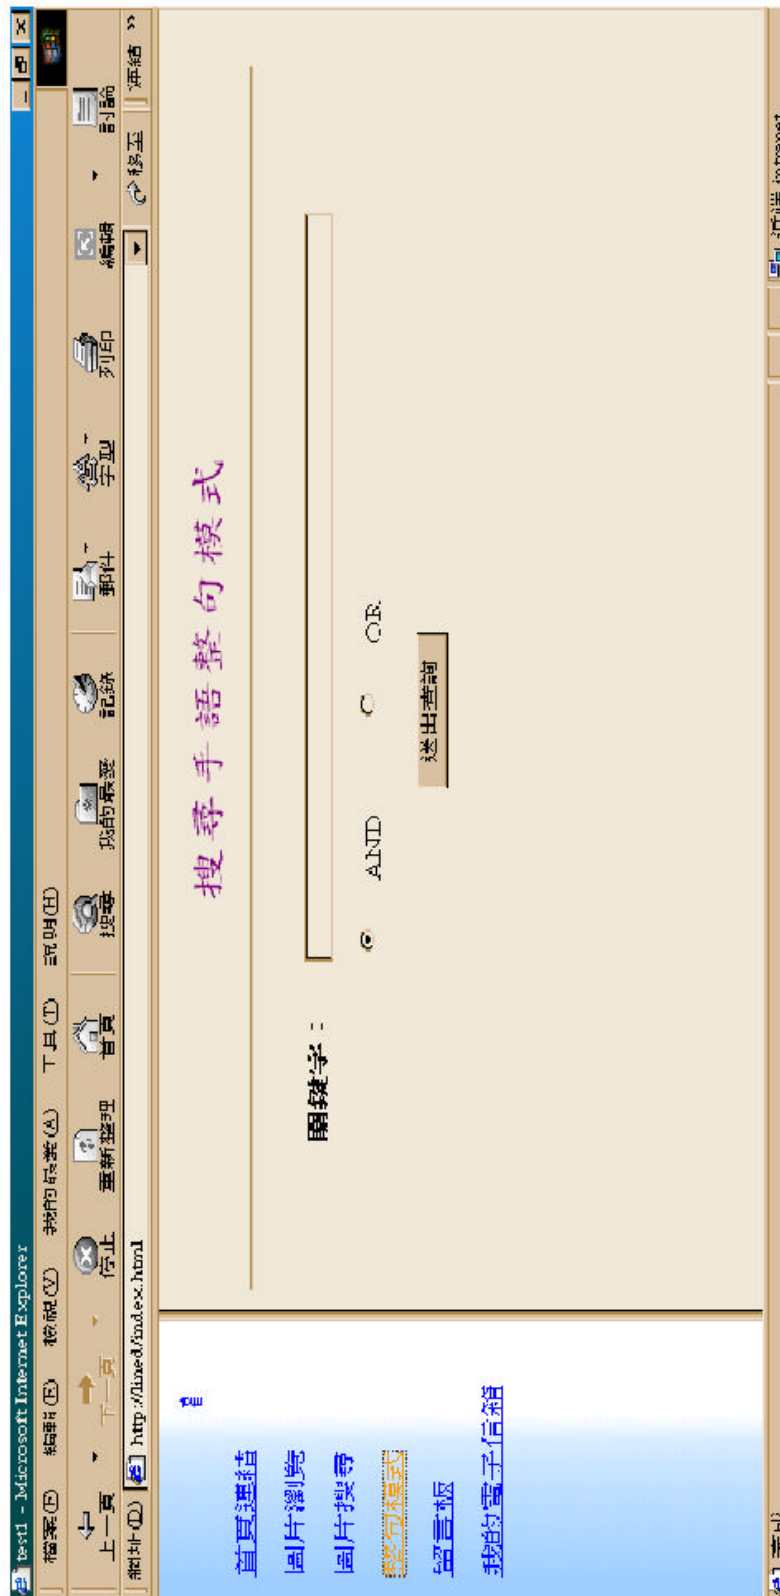 test1 - Microsoft Internet Explorer
檔案(F) 編輯(E) 檢視(V) 我的最愛(A) 工具(T) 說明(H)
上一頁 下一頁 停止 重新整理 首頁 搜尋 我的最愛 記錄 郵件 字型 列印 編輯 討論
網址(D) http://lined/index.html 移至 連結 »
首頁連結
圖片瀏覽
圖片搜尋
整句模式
留言板
我的電子信箱
搜尋手語整句模式
關鍵字：
AND OR
送出查詢
完成 近端 intranet